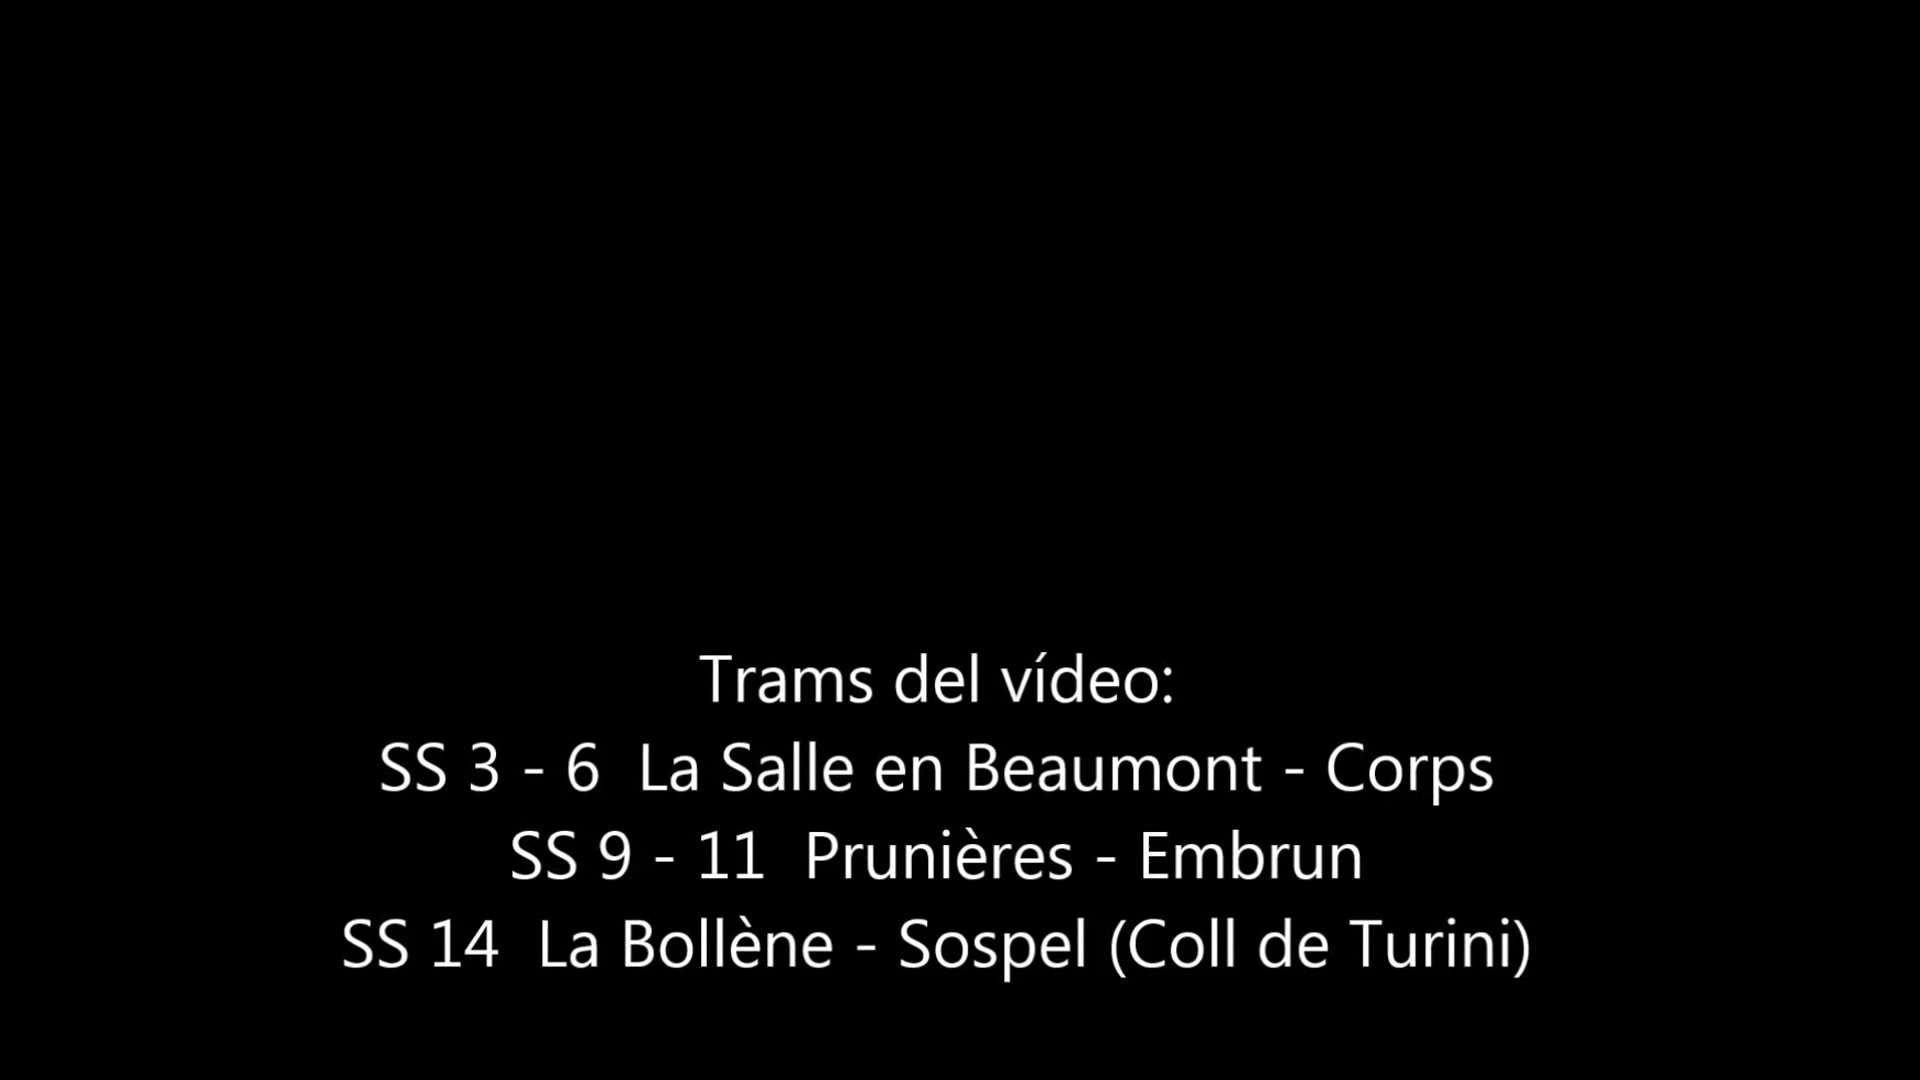 Trams del vídeo:
SS 3 - 6 La Salle en Beaumont - Corps
SS 9 - 11 Prunières - Embrun
SS 14 La Bollène - Sospel (Coll de Turini)